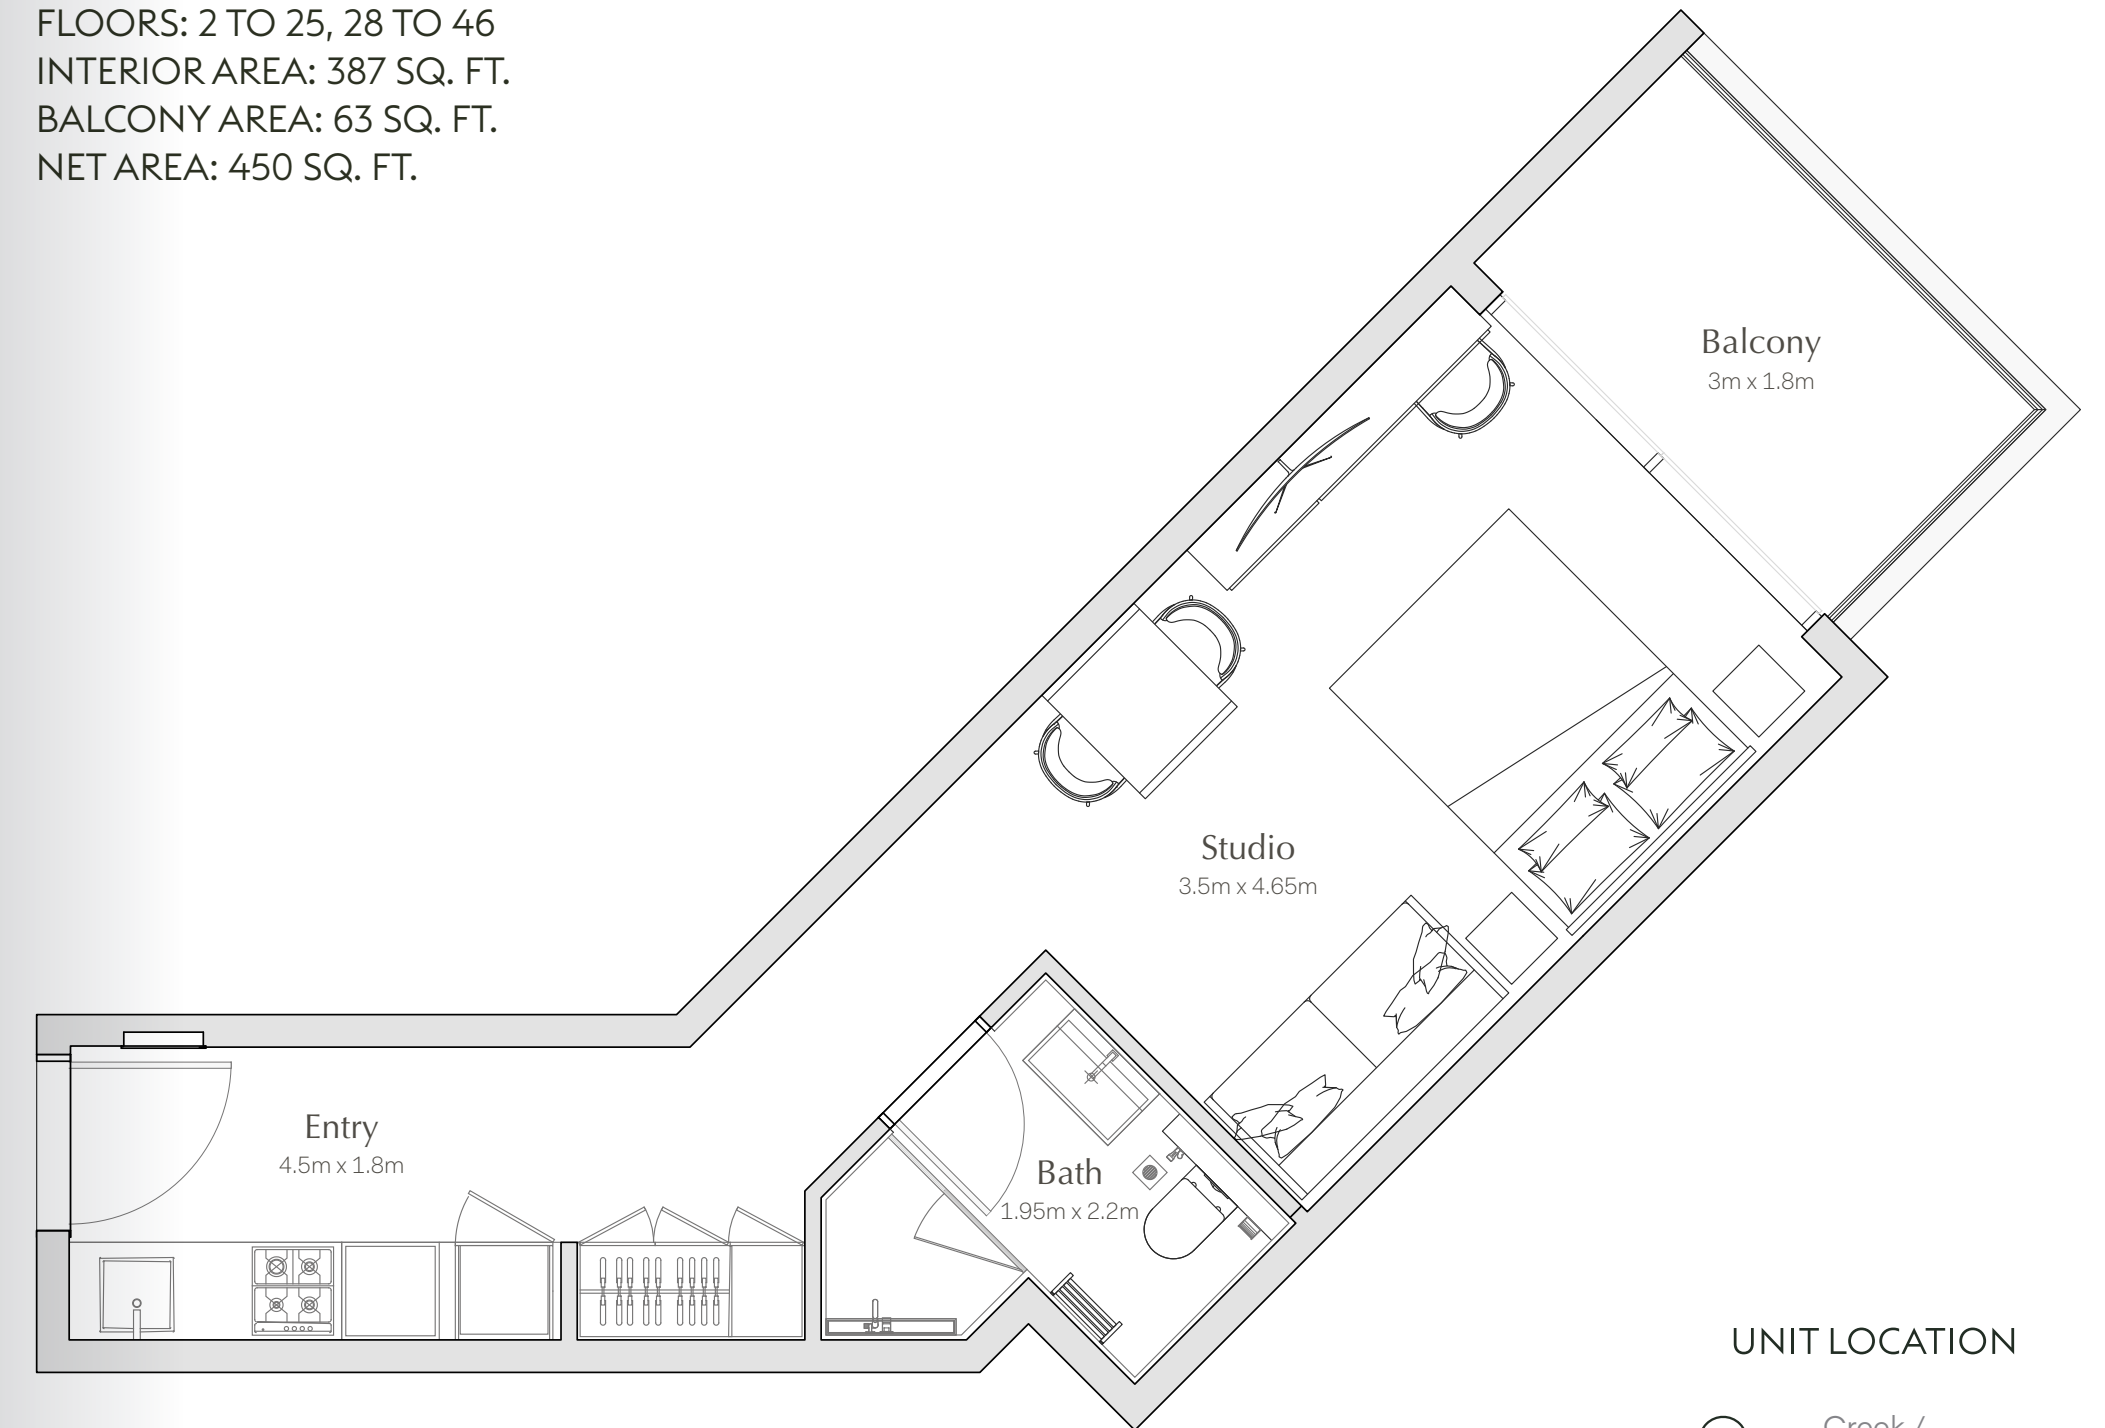 FLOORS: 2 TO 25, 28 TO 46
INTERIOR AREA: 387 SQ. FT.
BALCONY AREA: 63 SQ. FT.
NET AREA: 450 SQ. FT.
Balcony
3m x 1.8m
Studio
3.5m x 4.65m
Entry
4.5m x 1.8m
Bath
1.95m x 2.2m
UNIT LOCATION
Creek /